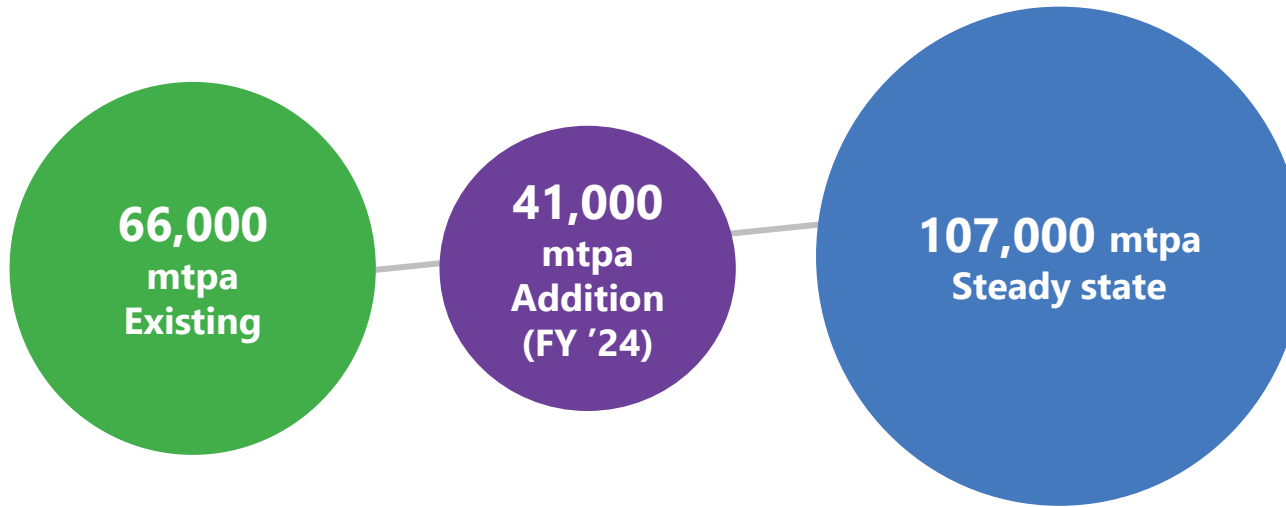 66,000
mtpa
Existing
41,000
mtpa
Addition
(FY ’24)
107,000 mtpa
Steady state